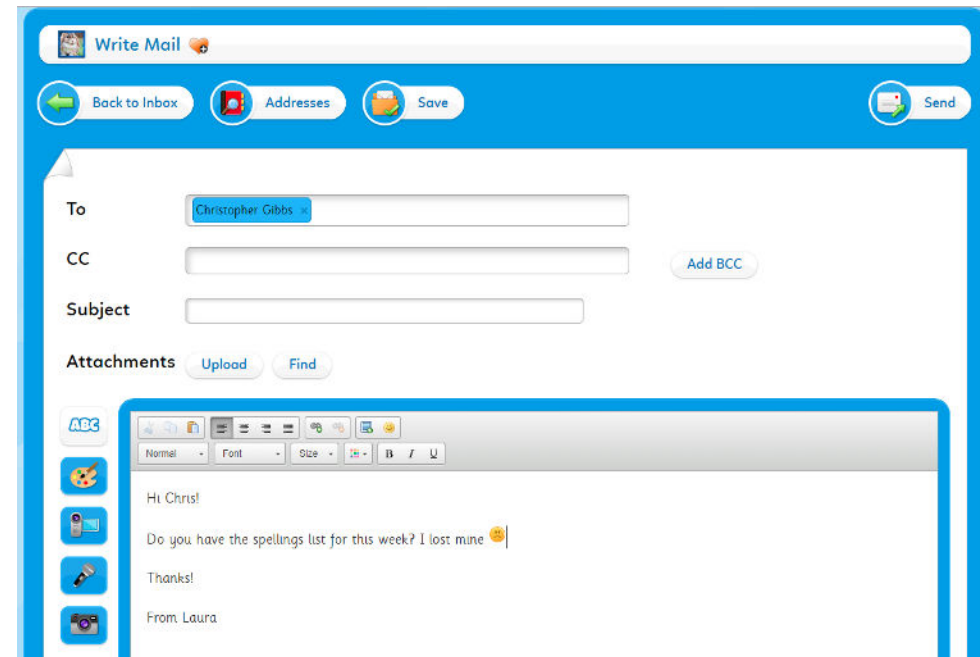 Write Mail
Back to Inbox Addresses Save Send
To Christopher Gibbs ×
CC Add BCC
Subject
Attachments Upload Find
ABC
Normal Font Size B I U
Hi Chris!
Do you have the spellings list for this week? I lost mine
Thanks!
From Laura